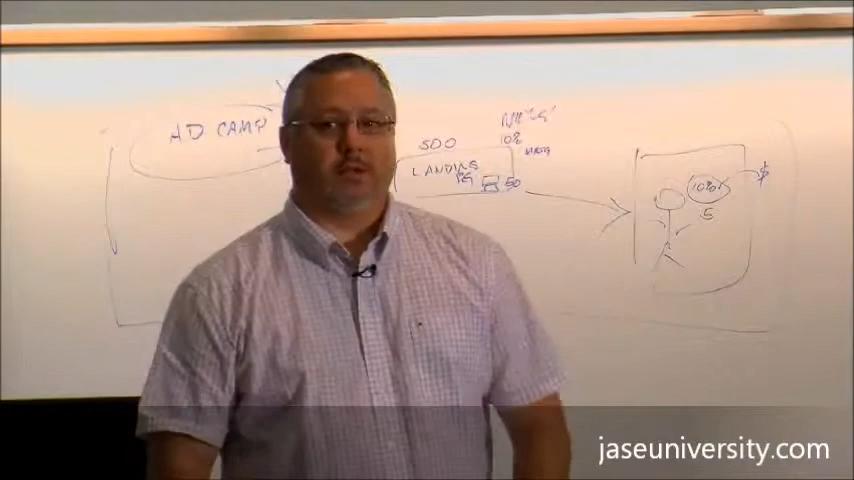 AD CAMP
500
10%
LANDING
PG
50
10%
$
5
jaseuniversity.com